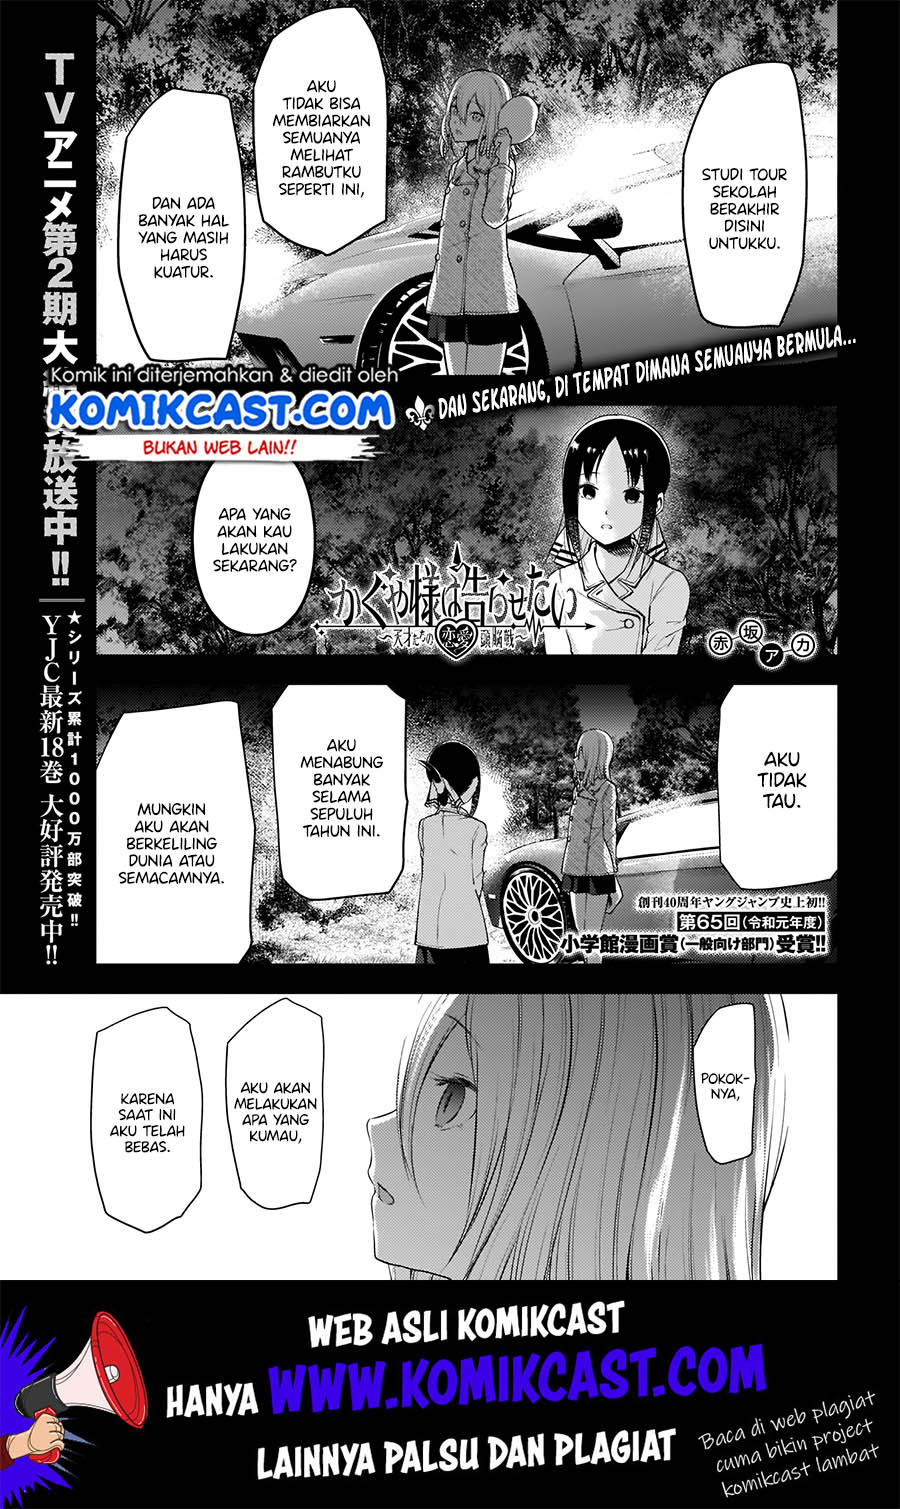 STUDI TOUR
SEKOLAH
BERAKHIR
DISINI
UNTUKKU.
AKU
TIDAK BISA
MEMBIARKAN
SEMUANYA
MELIHAT
RAMBUTKU
SEPERTI INI,
DAN ADA
BANYAK HAL
YANG MASIH
HARUS
KUATUR.
TVアニメ第2期大放送中!!
★シリーズ累計1000万部突破!!
YJC最新18巻 大好評発売中!!
DAN SEKARANG, DI TEMPAT DIMANA SEMUANYA BERMULA...
Komik ini diterjemahkan & diedit oleh
KOMIKCAST.COM
BUKAN WEB LAIN!!
APA YANG
AKAN KAU
LAKUKAN
SEKARANG?
かぐや様は告らせたい
～天才たちの恋愛頭脳戦～
赤坂アカ
AKU
TIDAK
TAU.
AKU
MENABUNG
BANYAK
SELAMA
SEPULUH
TAHUN INI.
MUNGKIN
AKU AKAN
BERKELILING
DUNIA ATAU
SEMACAMNYA.
創刊40周年ヤングジャンプ史上初!!
第65回(令和元年度)
小学館漫画賞(一般向け部門)受賞!!
POKOK-
NYA,
AKU AKAN
MELAKUKAN
APA YANG
KUMAU,
KARENA
SAAT INI
AKU TELAH
BEBAS.
WEB ASLI KOMIKCAST
HANYA WWW.KOMIKCAST.COM
LAINNYA PALSU DAN PLAGIAT
Baca di web plagiat
cuma bikin project
komikcast lambat